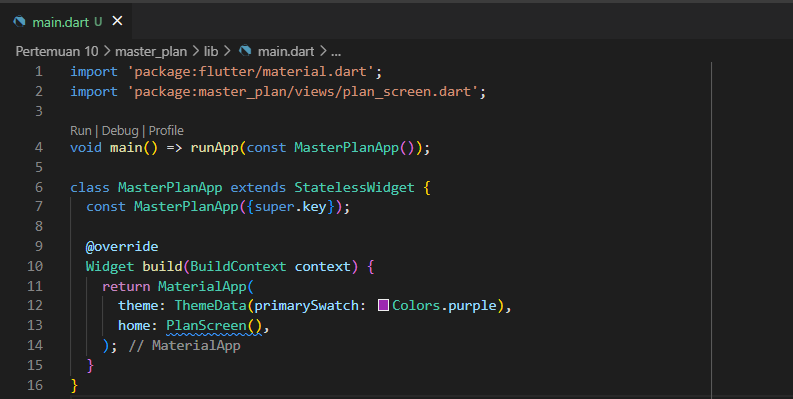 main.dart U
Pertemuan 10 > master_plan > lib > main.dart > ...
1 import 'package:flutter/material.dart';
2 import 'package:master_plan/views/plan_screen.dart';
3
Run | Debug | Profile
4 void main() => runApp(const MasterPlanApp());
5
6 class MasterPlanApp extends StatelessWidget {
7   const MasterPlanApp({super.key});
8
9   @override
10   Widget build(BuildContext context) {
11     return MaterialApp(
12       theme: ThemeData(primarySwatch: Colors.purple),
13       home: PlanScreen(),
14     ); // MaterialApp
15   }
16 }